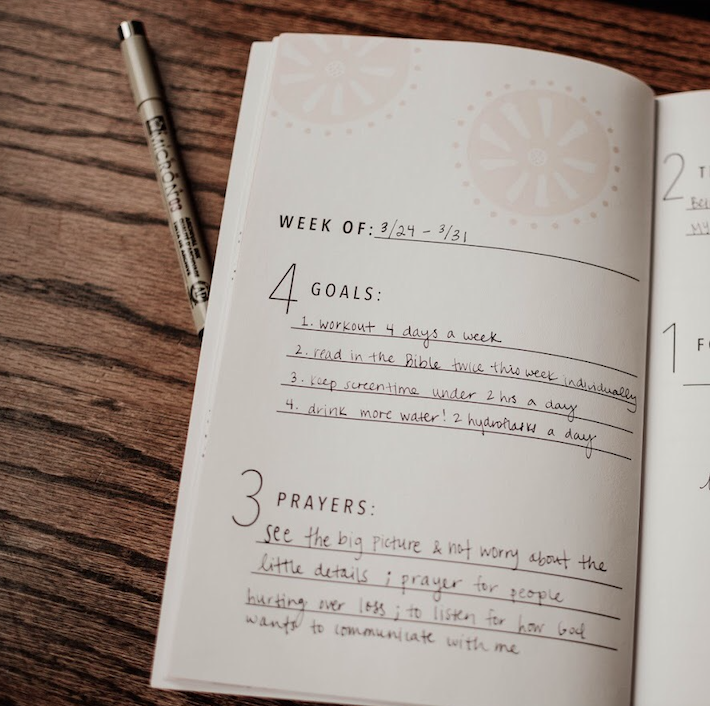 MICRON 08
WEEK OF: 3/24 - 3/31
4 GOALS:
1. workout 4 days a week
2. read in the Bible twice this week individually
3. keep screentime under 2 hrs a day
4. drink more water! 2 hydroflasks a day
3 PRAYERS:
see the big picture & not worry about the
little details ; prayer for people
hurting over loss ; to listen for how God
wants to communicate with me
2
1